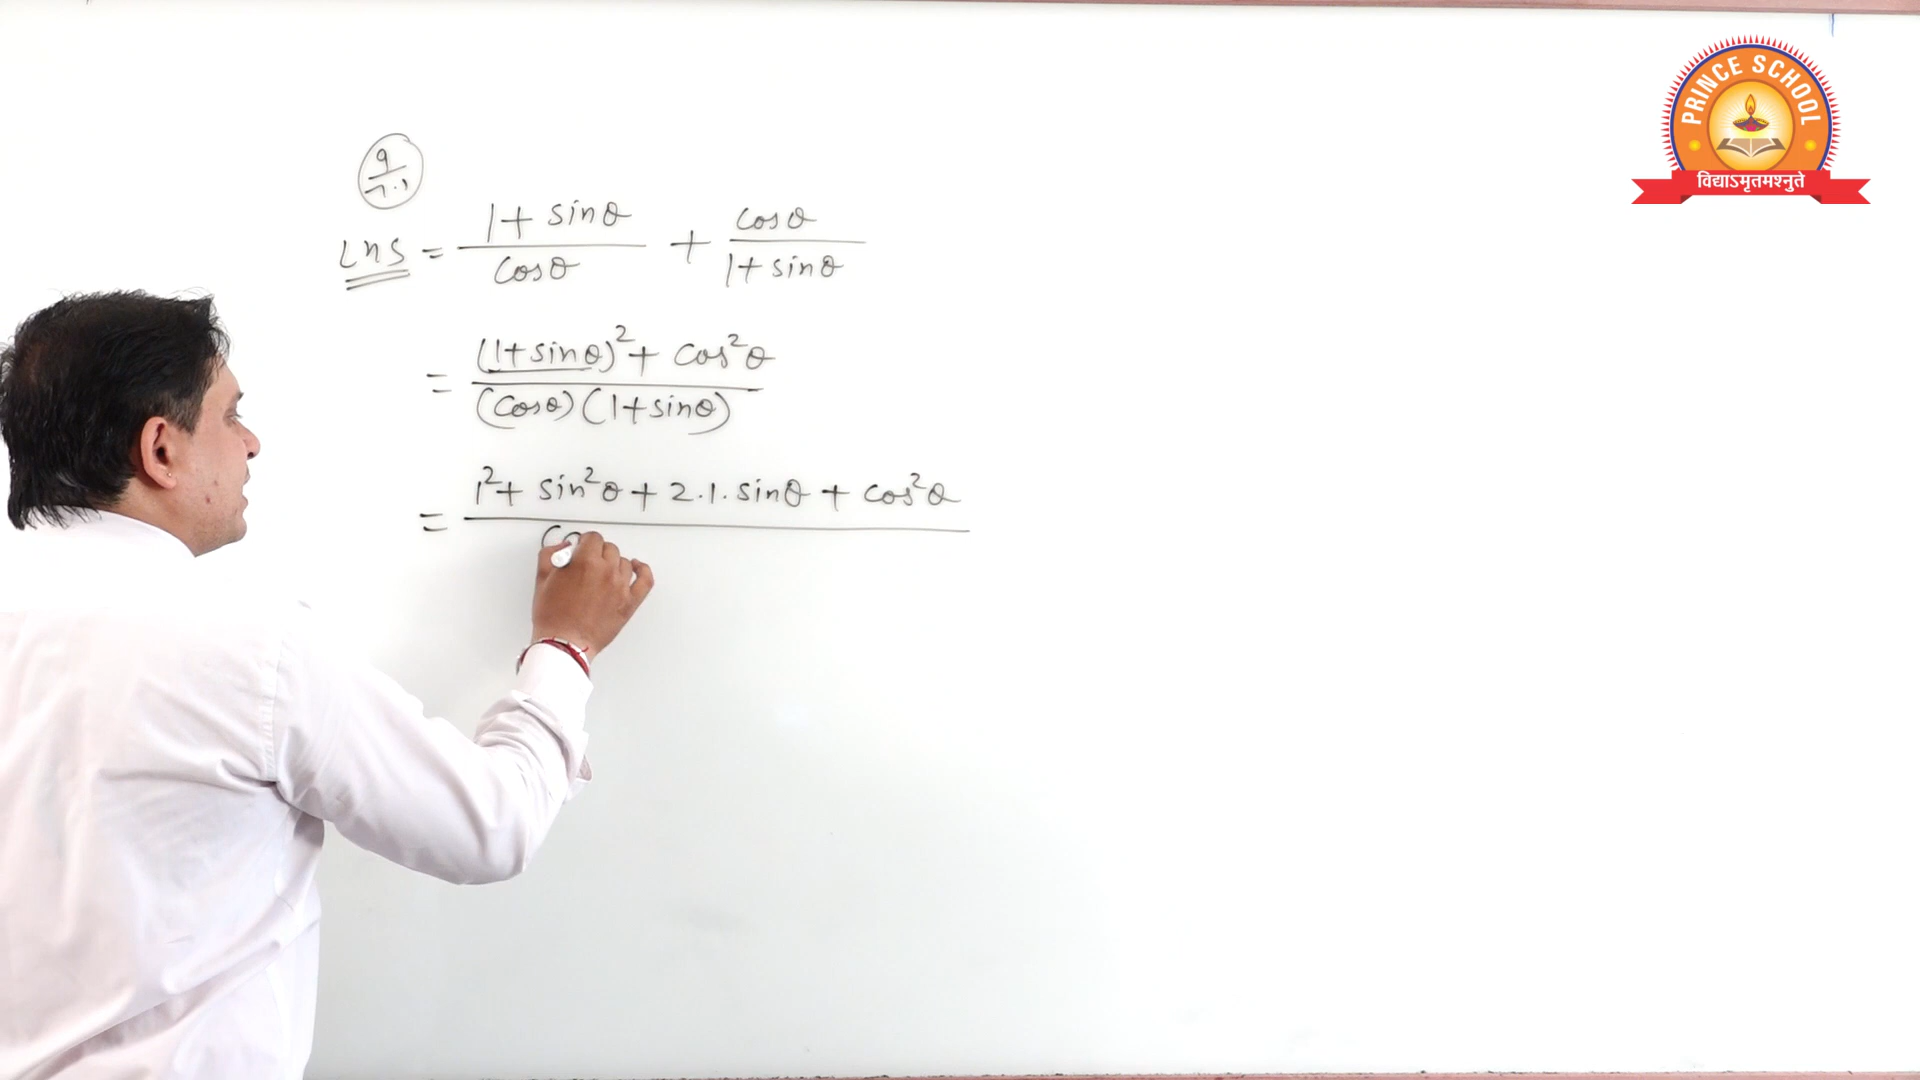 PRINCE SCHOOL
विद्याऽमृतमश्नुते
9/7.1
LHS = (1 + sinθ)/(cosθ) + (cosθ)/(1 + sinθ)
= ((1+sinθ)² + cos²θ)/((cosθ)(1+sinθ))
= (1² + sin²θ + 2.1.sinθ + cos²θ)/(co